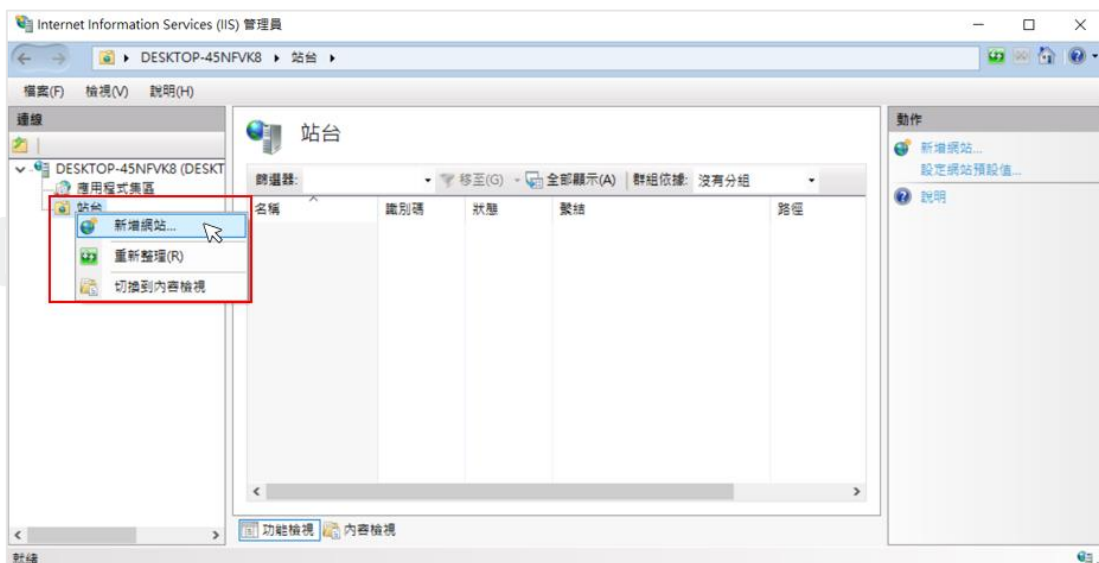 Internet Information Services (IIS) 管理員
DESKTOP-45NFVK8 站台
檔案(F) 檢視(V) 說明(H)
連線
DESKTOP-45NFVK8 (DESKT
應用程式集區
站台
新增網站...
重新整理(R)
切換到內容檢視
站台
篩選器: 移至(G) 全部顯示(A) 群組依據: 沒有分組
名稱 識別碼 狀態 繫結 路徑
功能檢視 內容檢視
動作
新增網站...
設定網站預設值...
說明
就緒